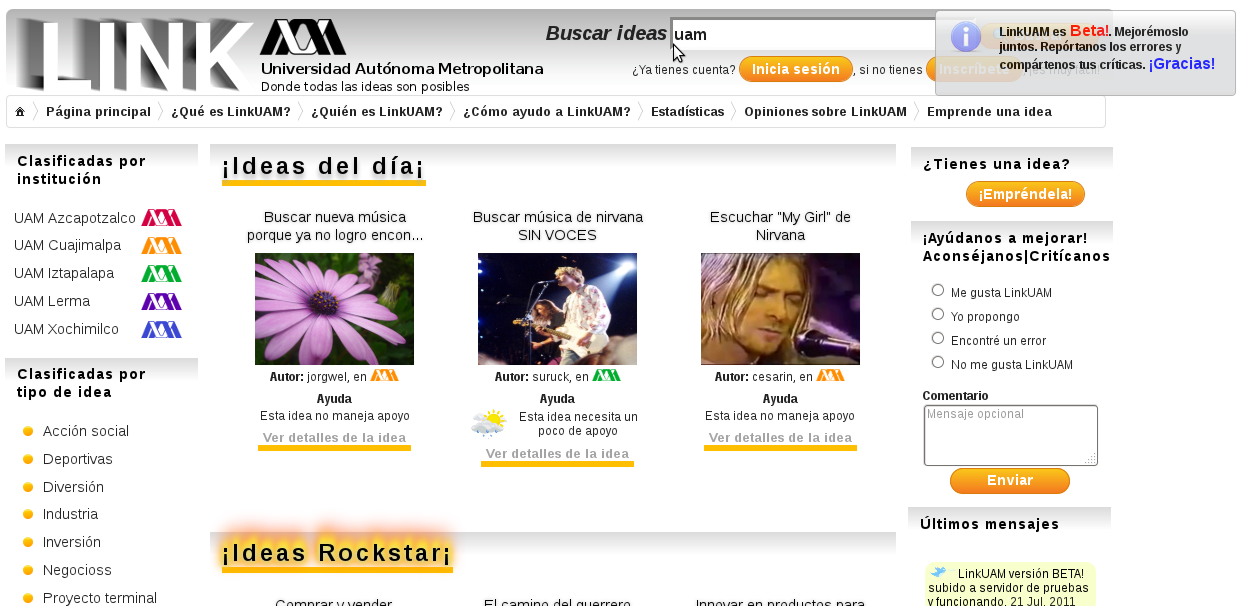 LINK
Universidad Autónoma Metropolitana
Donde todas las ideas son posibles
Buscar ideas uam
¿Ya tienes cuenta? Inicia sesión, si no tienes Inscríbete
LinkUAM es Beta!. Mejorémoslo
juntos. Repórtanos los errores y
compártenos tus críticas. ¡Gracias!
Página principal ¿Qué es LinkUAM? ¿Quién es LinkUAM? ¿Cómo ayudo a LinkUAM? Estadísticas Opiniones sobre LinkUAM Emprende una idea
Clasificadas por
institución
UAM Azcapotzalco
UAM Cuajimalpa
UAM Iztapalapa
UAM Lerma
UAM Xochimilco
Clasificadas por
tipo de idea
Acción social
Deportivas
Diversión
Industria
Inversión
Negocioss
Proyecto terminal
¡Ideas del día¡
Buscar nueva música
porque ya no logro encon...
Autor: jorgwel, en
Ayuda
Esta idea no maneja apoyo
Ver detalles de la idea
Buscar música de nirvana
SIN VOCES
Autor: suruck, en
Ayuda
Esta idea necesita un
poco de apoyo
Ver detalles de la idea
Escuchar "My Girl" de
Nirvana
Autor: cesarin, en
Ayuda
Esta idea no maneja apoyo
Ver detalles de la idea
¡Ideas Rockstar¡
Comprar y vender
El camino del guerrero
Innovar en productos para
¿Tienes una idea?
¡Empréndela!
¡Ayúdanos a mejorar!
Aconséjanos|Critícanos
Me gusta LinkUAM
Yo propongo
Encontré un error
No me gusta LinkUAM
Comentario
Mensaje opcional
Enviar
Últimos mensajes
LinkUAM versión BETA!
subido a servidor de pruebas
y funcionando. 21 Jul, 2011